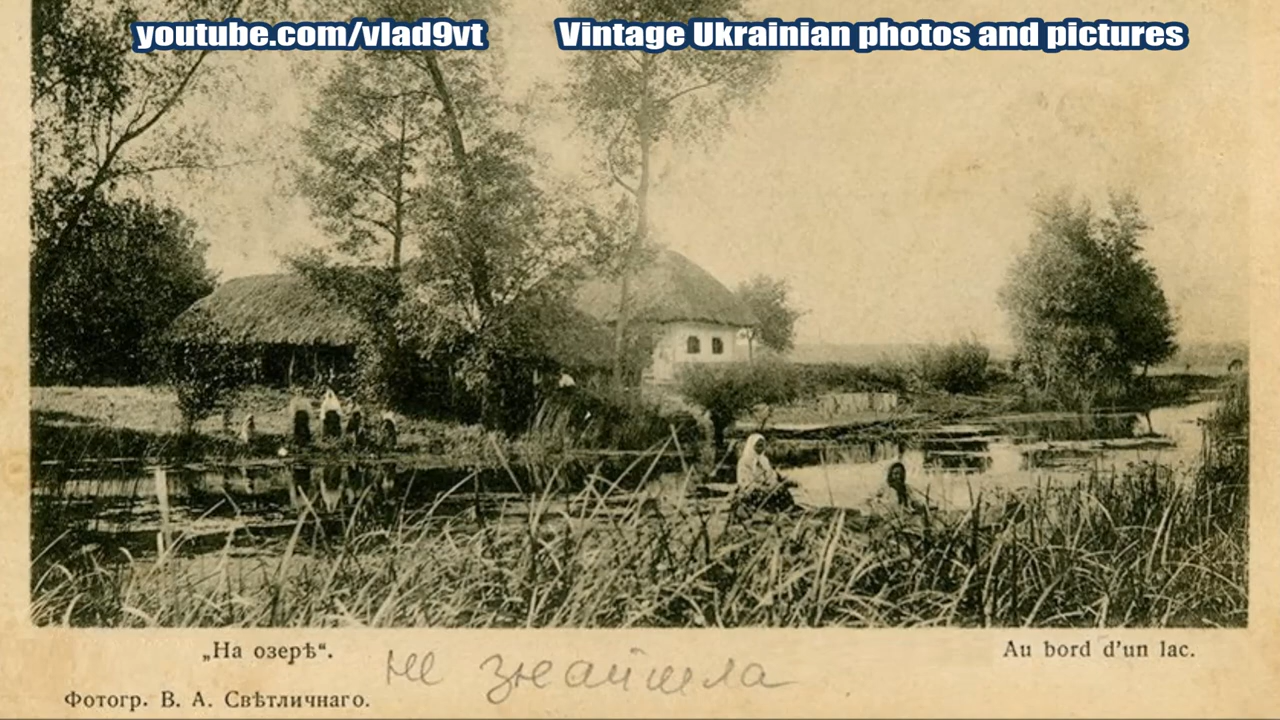 youtube.com/vlad9vt
Vintage Ukrainian photos and pictures
„На озерѣ“.
не знайшла
Au bord d'un lac.
Фотогр. В. А. Свѣтличнаго.